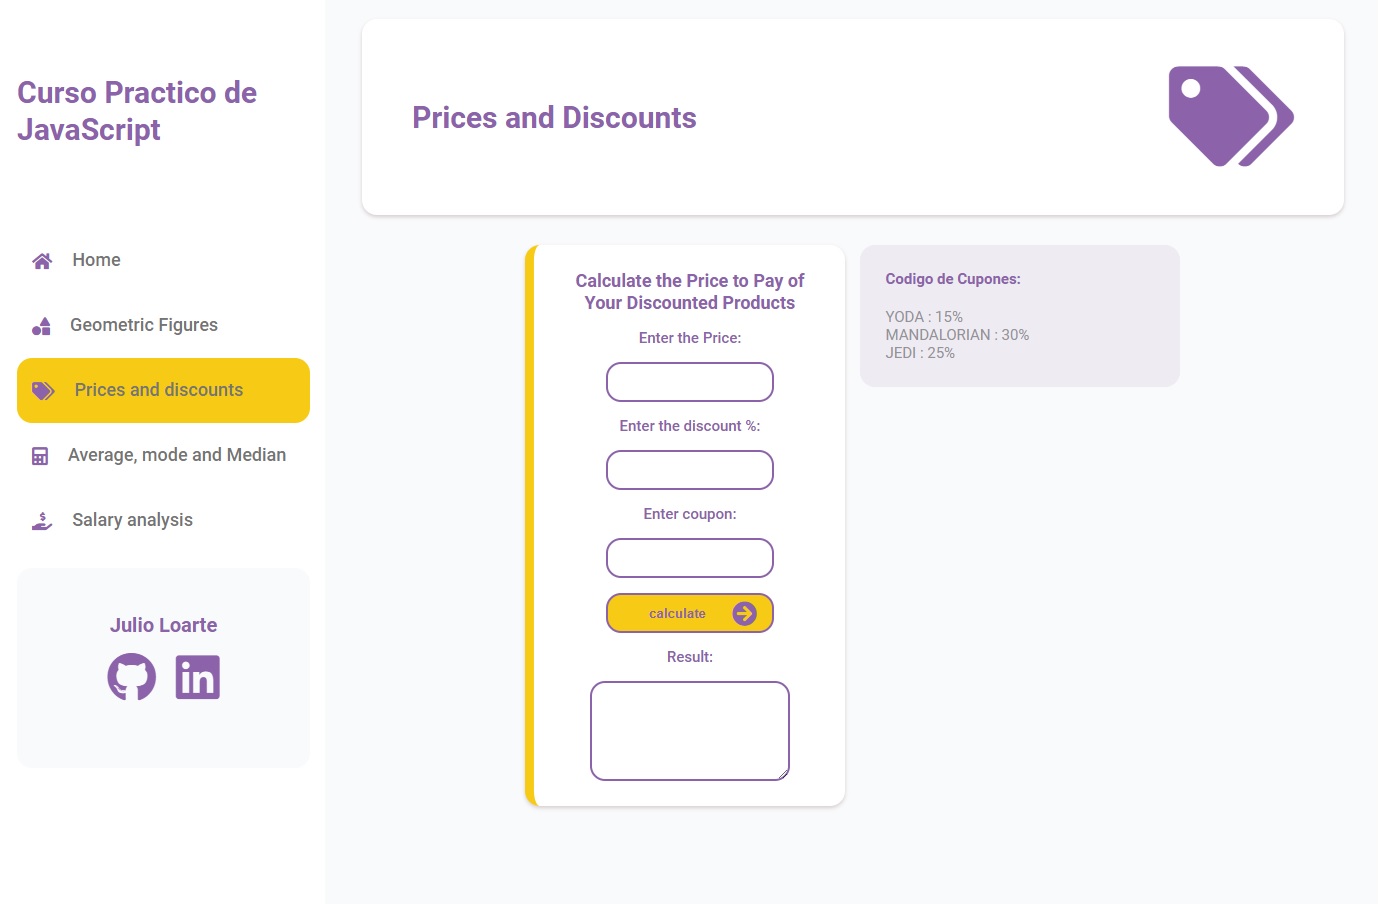 Curso Practico de
JavaScript
Home
Geometric Figures
Prices and discounts
Average, mode and Median
Salary analysis
Julio Loarte
in
Prices and Discounts
Calculate the Price to Pay of
Your Discounted Products
Enter the Price:
Enter the discount %:
Enter coupon:
calculate
Result:
Codigo de Cupones:
YODA : 15%
MANDALORIAN : 30%
JEDI : 25%